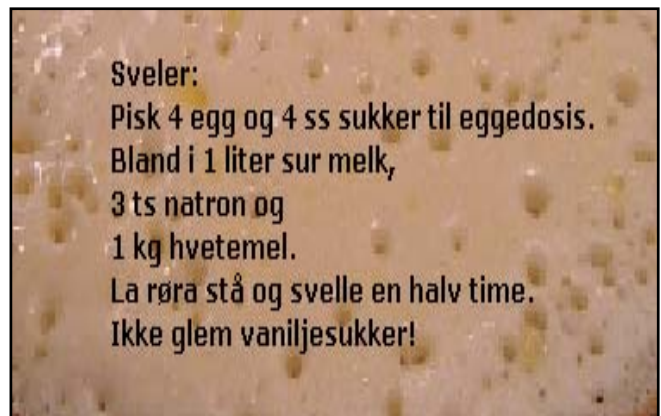 Sveler:
Pisk 4 egg og 4 ss sukker til eggedosis.
Bland i 1 liter sur melk,
3 ts natron og
1 kg hvetemel.
La røra stå og svelle en halv time.
Ikke glem vaniljesukker!